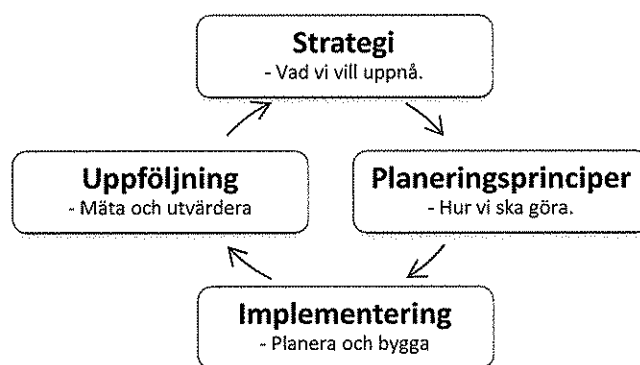 Strategi
- Vad vi vill uppnå.
Planeringsprinciper
- Hur vi ska göra.
Implementering
- Planera och bygga
Uppföljning
- Mäta och utvärdera